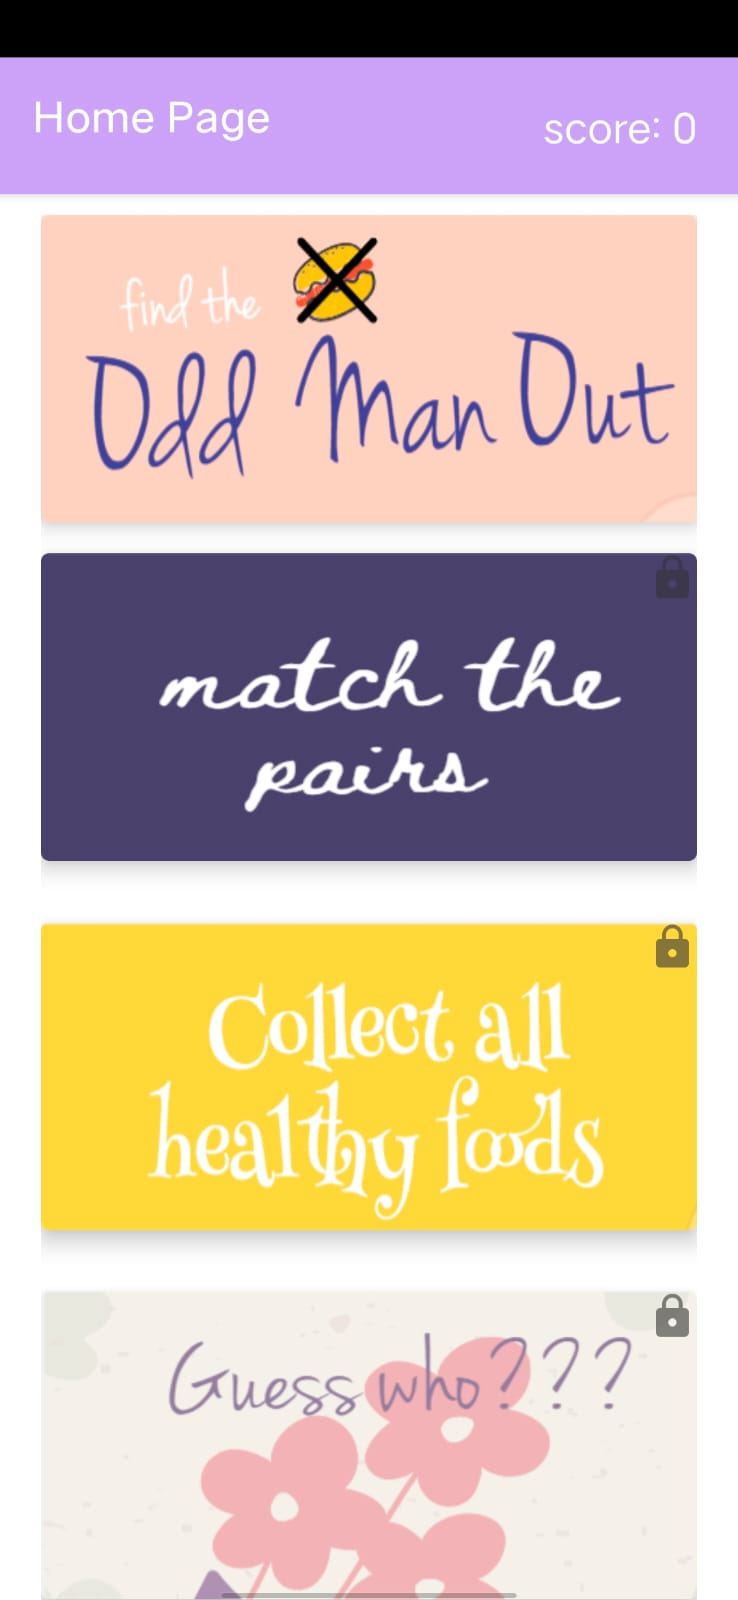 Home Page
score: 0
find the
Odd Man Out
match the
pairs
Collect all
healthy foods
Guess who???